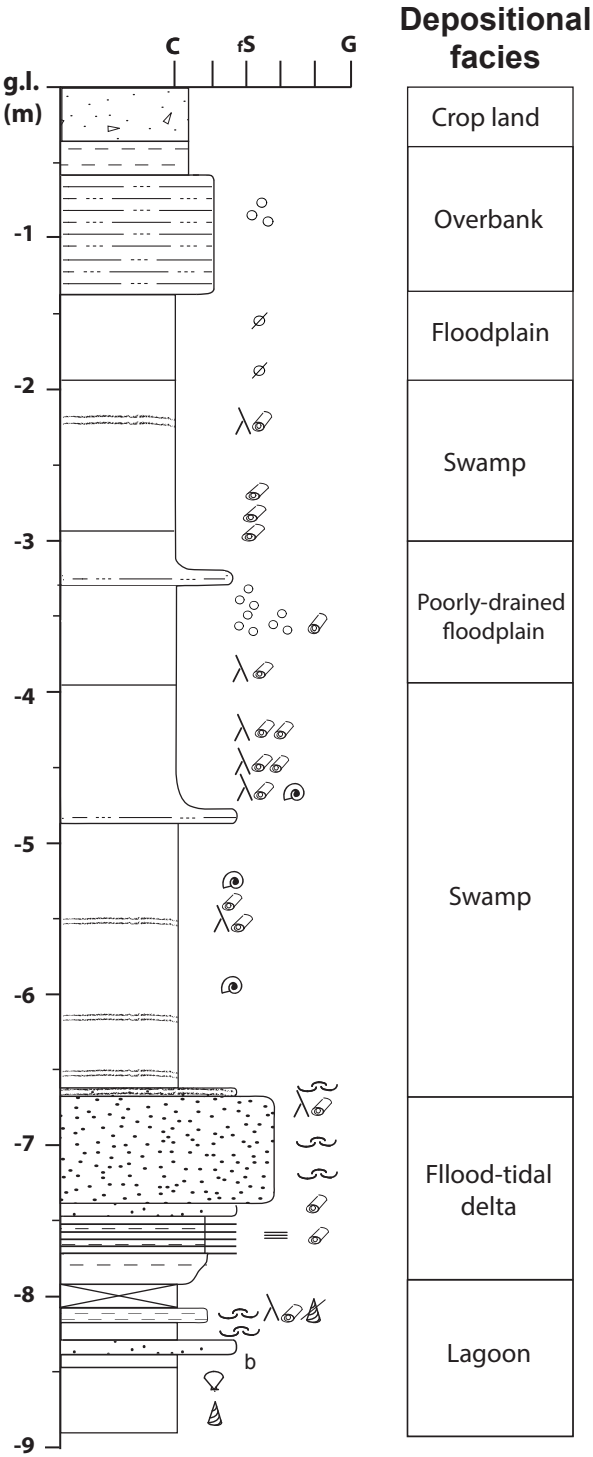 Depositional
facies
C fS G
g.l.
(m)
Crop land
Overbank
-1
Floodplain
-2
Swamp
-3
Poorly-drained
floodplain
-4
-5
Swamp
-6
-7
Fllood-tidal
delta
-8
Lagoon
b
-9